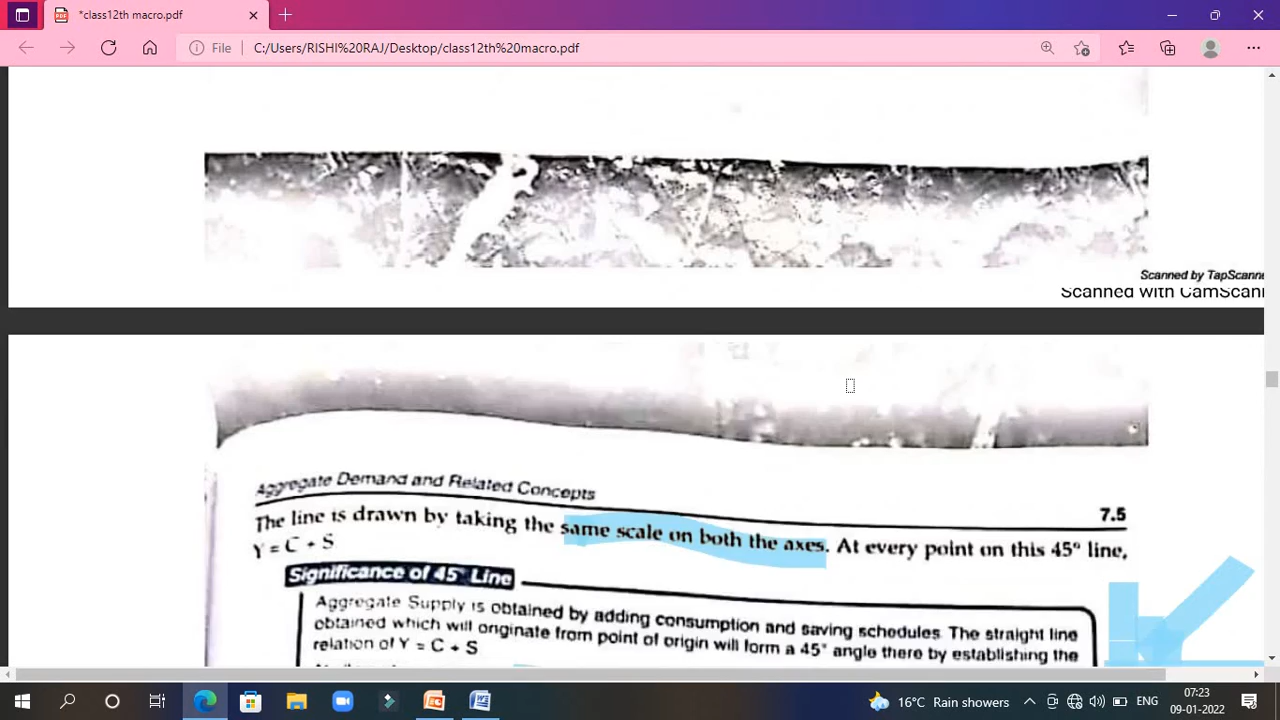 *class12th macro.pdf
File C:/Users/RISHI%20RAJ/Desktop/class12th%20macro.pdf
Scanned by TapScanne
Scanned with CamScann
Aggregate Demand and Related Concepts
7.5
The line is drawn by taking the same scale on both the axes. At every point on this 45° line,
Y = C + S
Significance of 45° Line
Aggregate Supply is obtained by adding consumption and saving schedules. The straight line
obtained which will originate from point of origin will form a 45° angle there by establishing the
relation of Y = C + S
16°C Rain showers
ENG
07:23
09-01-2022